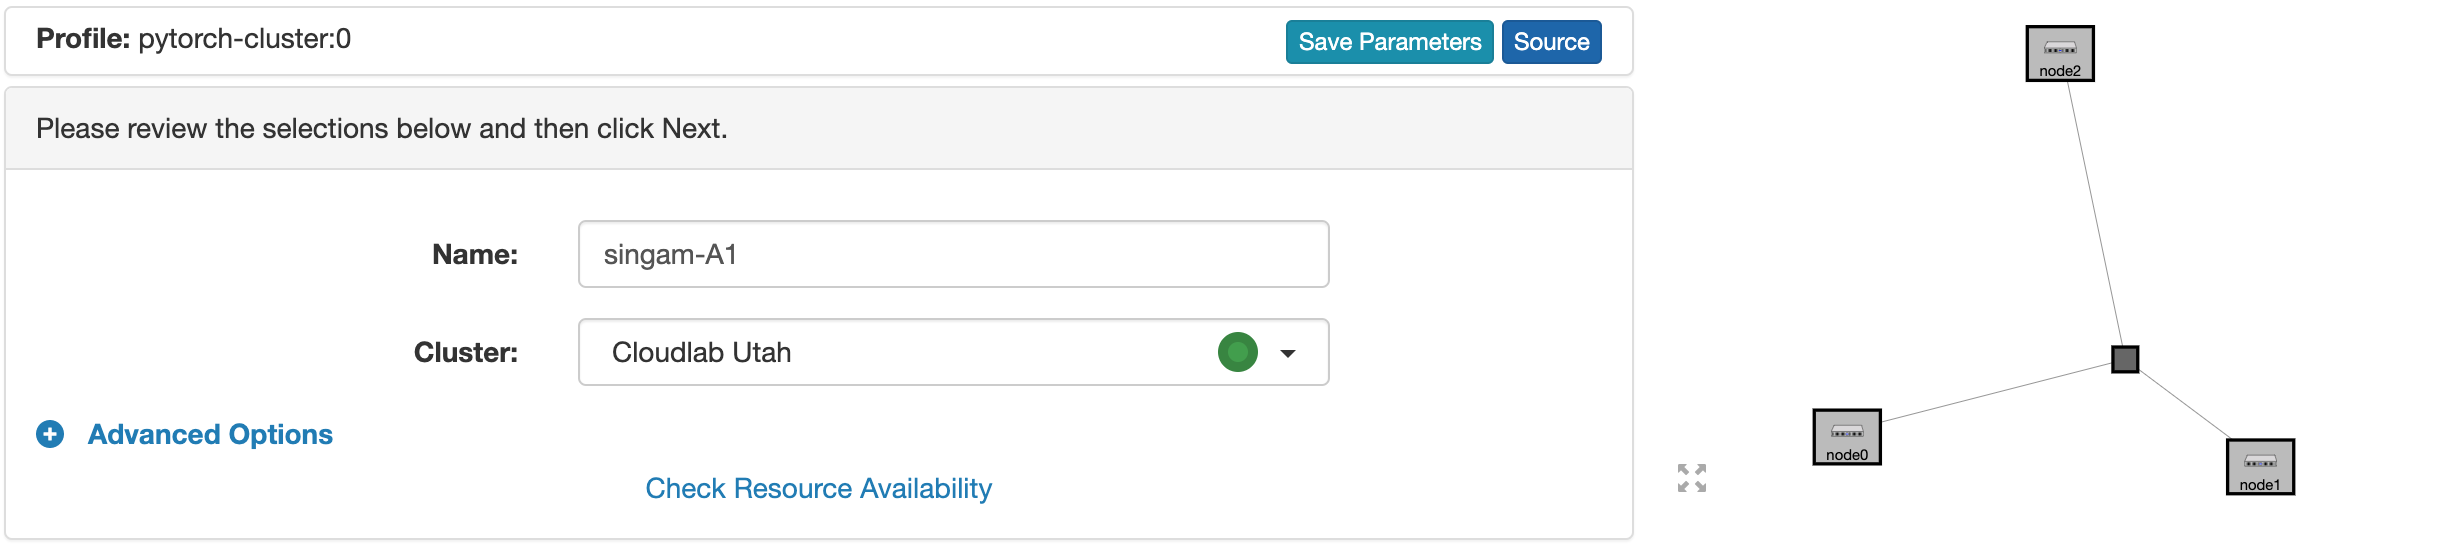 Profile: pytorch-cluster:0
Save Parameters
Source
Please review the selections below and then click Next.
Name: singam-A1
Cluster: Cloudlab Utah
Advanced Options
Check Resource Availability
node2
node0
node1